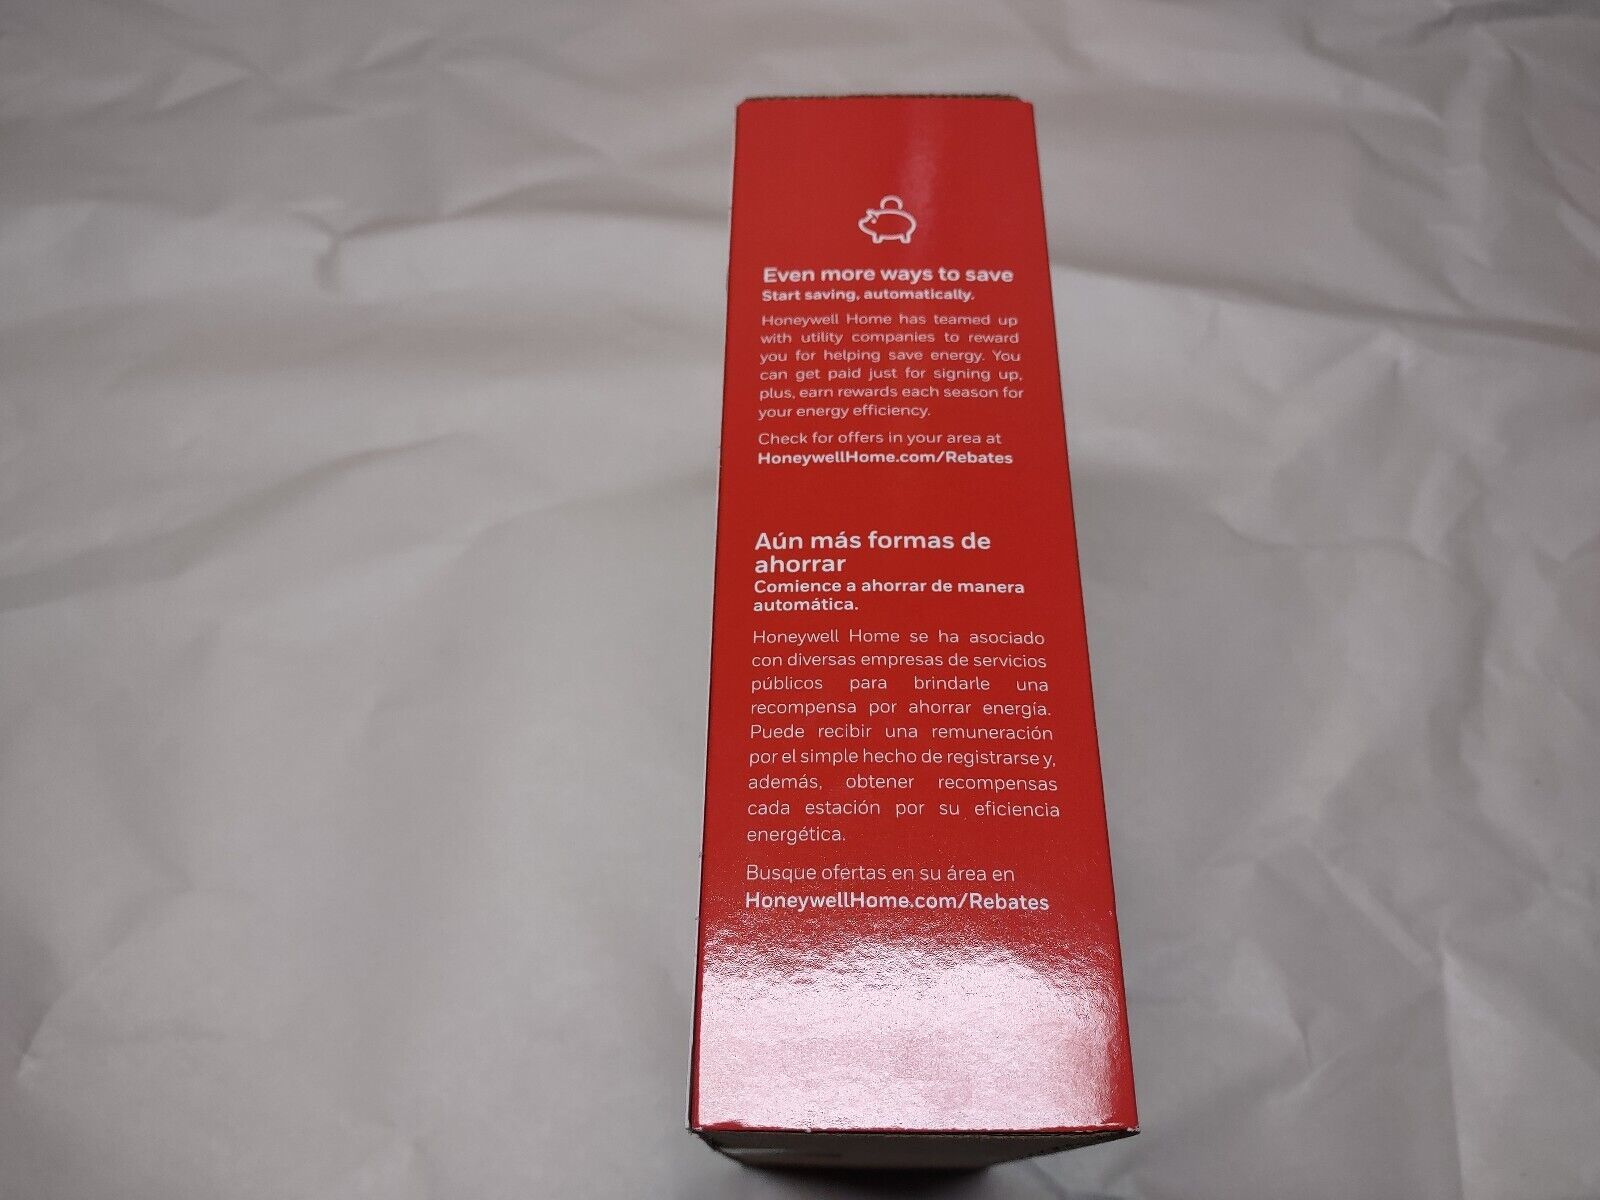 Even more ways to save
Start saving, automatically.
Honeywell Home has teamed up
with utility companies to reward
you for helping save energy. You
can get paid just for signing up,
plus, earn rewards each season for
your energy efficiency.
Check for offers in your area at
HoneywellHome.com/Rebates
Aún más formas de
ahorrar
Comience a ahorrar de manera
automática.
Honeywell Home se ha asociado
con diversas empresas de servicios
públicos para brindarle una
recompensa por ahorrar energía.
Puede recibir una remuneración
por el simple hecho de registrarse y,
además, obtener recompensas
cada estación por su eficiencia
energética.
Busque ofertas en su área en
HoneywellHome.com/Rebates